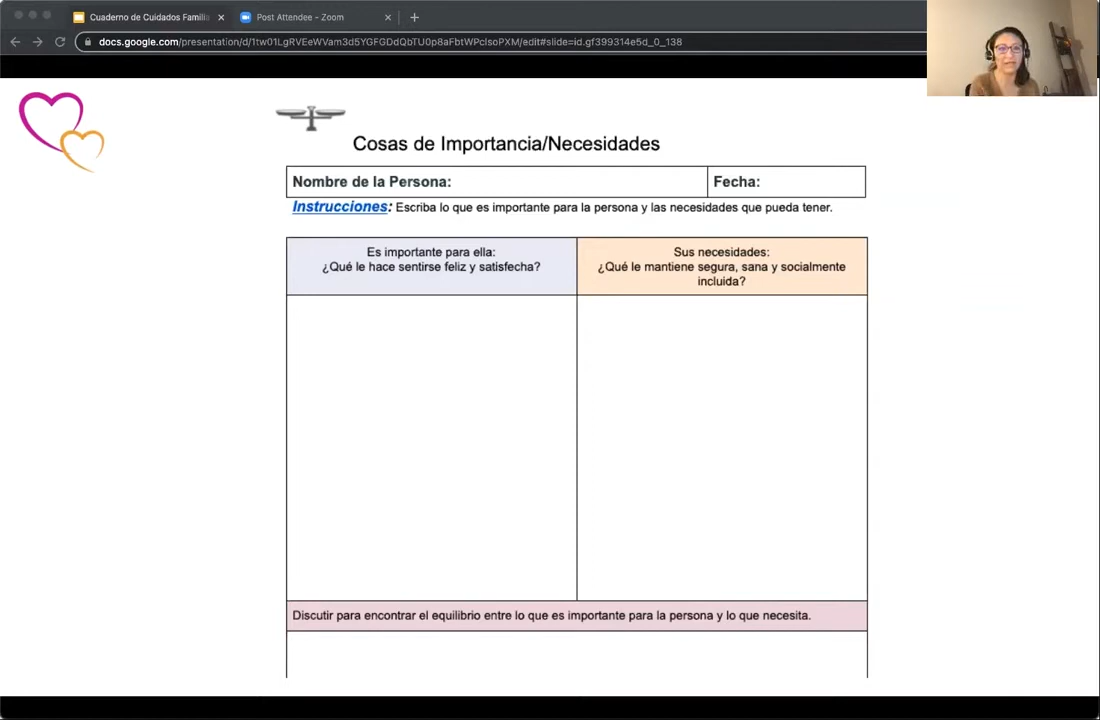 Cuaderno de Cuidados Famili
Post Attendee - Zoom
docs.google.com/presentation/d/1tw01LgRVEeWVam3d5YGFGDdQbTU0p8aFbtWPclsoPXM/edit#slide=id.gf399314e5d_0_138
Cosas de Importancia/Necesidades
Nombre de la Persona: Fecha:
Instrucciones: Escriba lo que es importante para la persona y las necesidades que pueda tener.
Es importante para ella:
¿Qué le hace sentirse feliz y satisfecha?
Sus necesidades:
¿Qué le mantiene segura, sana y socialmente
incluida?
Discutir para encontrar el equilibrio entre lo que es importante para la persona y lo que necesita.